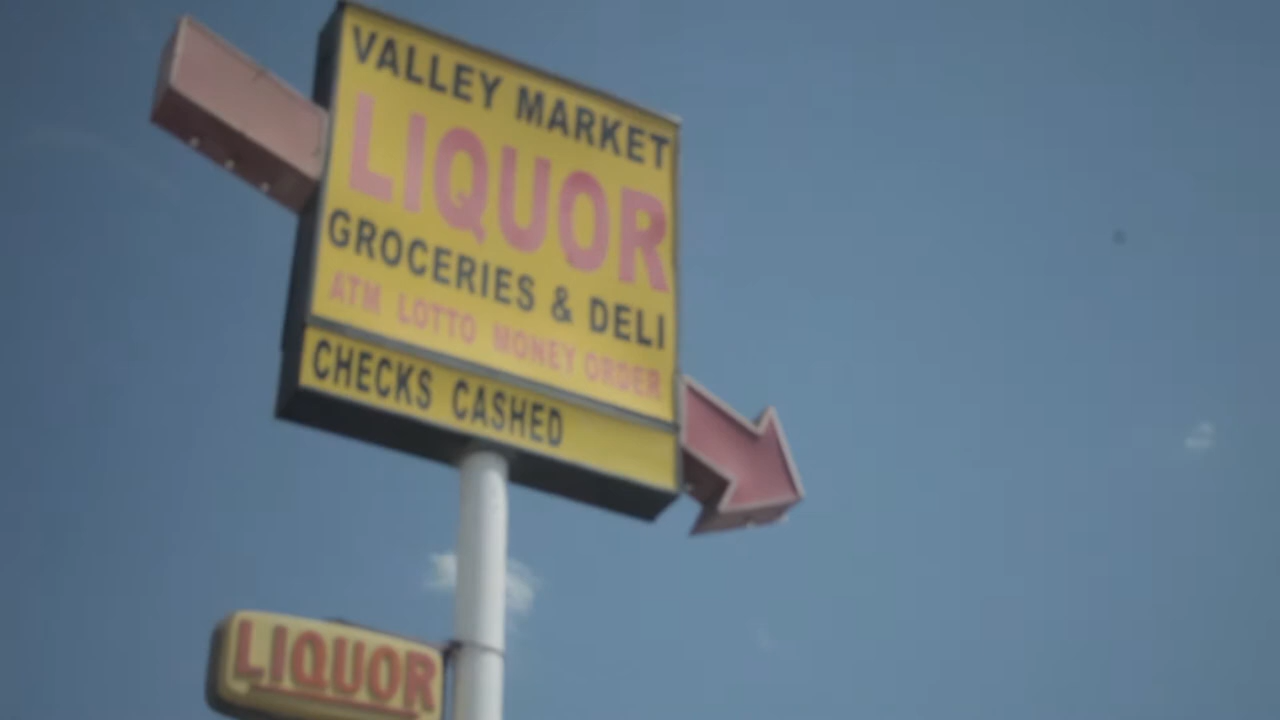 VALLEY MARKET
LIQUOR
GROCERIES & DELI
ATM LOTTO MONEY ORDER
CHECKS CASHED
LIQUOR